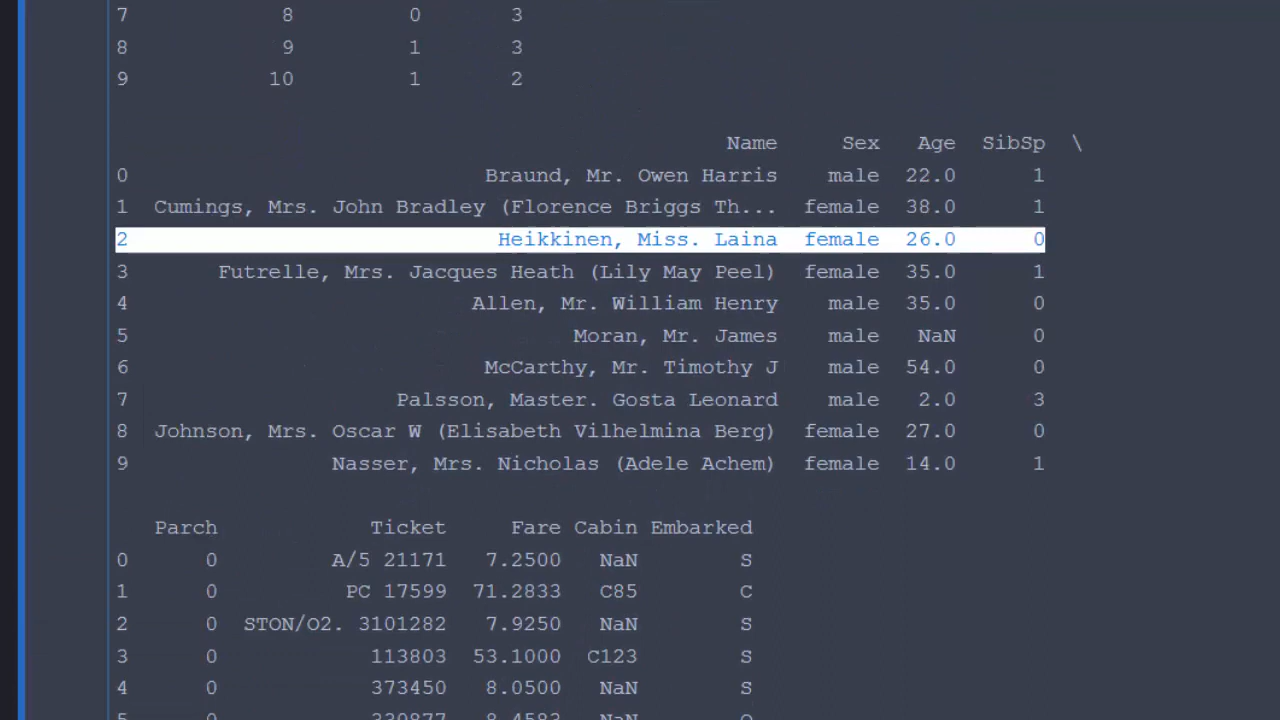 7 8 0 3
8 9 1 3
9 10 1 2
Name Sex Age SibSp \
0 Braund, Mr. Owen Harris male 22.0 1
1 Cumings, Mrs. John Bradley (Florence Briggs Th... female 38.0 1
2 Heikkinen, Miss. Laina female 26.0 0
3 Futrelle, Mrs. Jacques Heath (Lily May Peel) female 35.0 1
4 Allen, Mr. William Henry male 35.0 0
5 Moran, Mr. James male NaN 0
6 McCarthy, Mr. Timothy J male 54.0 0
7 Palsson, Master. Gosta Leonard male 2.0 3
8 Johnson, Mrs. Oscar W (Elisabeth Vilhelmina Berg) female 27.0 0
9 Nasser, Mrs. Nicholas (Adele Achem) female 14.0 1
Parch Ticket Fare Cabin Embarked
0 0 A/5 21171 7.2500 NaN S
1 0 PC 17599 71.2833 C85 C
2 0 STON/O2. 3101282 7.9250 NaN S
3 0 113803 53.1000 C123 S
4 0 373450 8.0500 NaN S
5 0 330877 8.4583 NaN Q